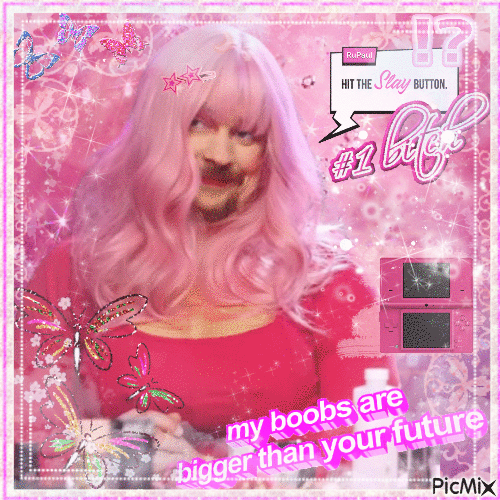 !?
RuPaul
HIT THE Slay BUTTON.
#1 bitch
my boobs are
bigger than your future
PicMix